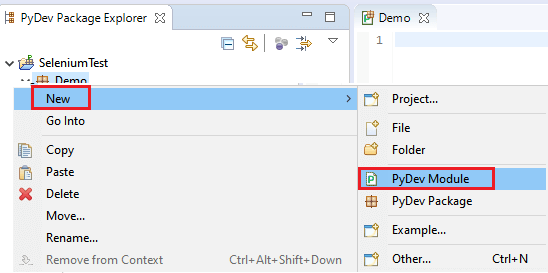 PyDev Package Explorer
Demo
1
SeleniumTest
Demo
New
Go Into
Copy
Paste
Delete
Move...
Rename...
Remove from Context Ctrl+Alt+Shift+Down
Project...
File
Folder
PyDev Module
PyDev Package
Example...
Other... Ctrl+N